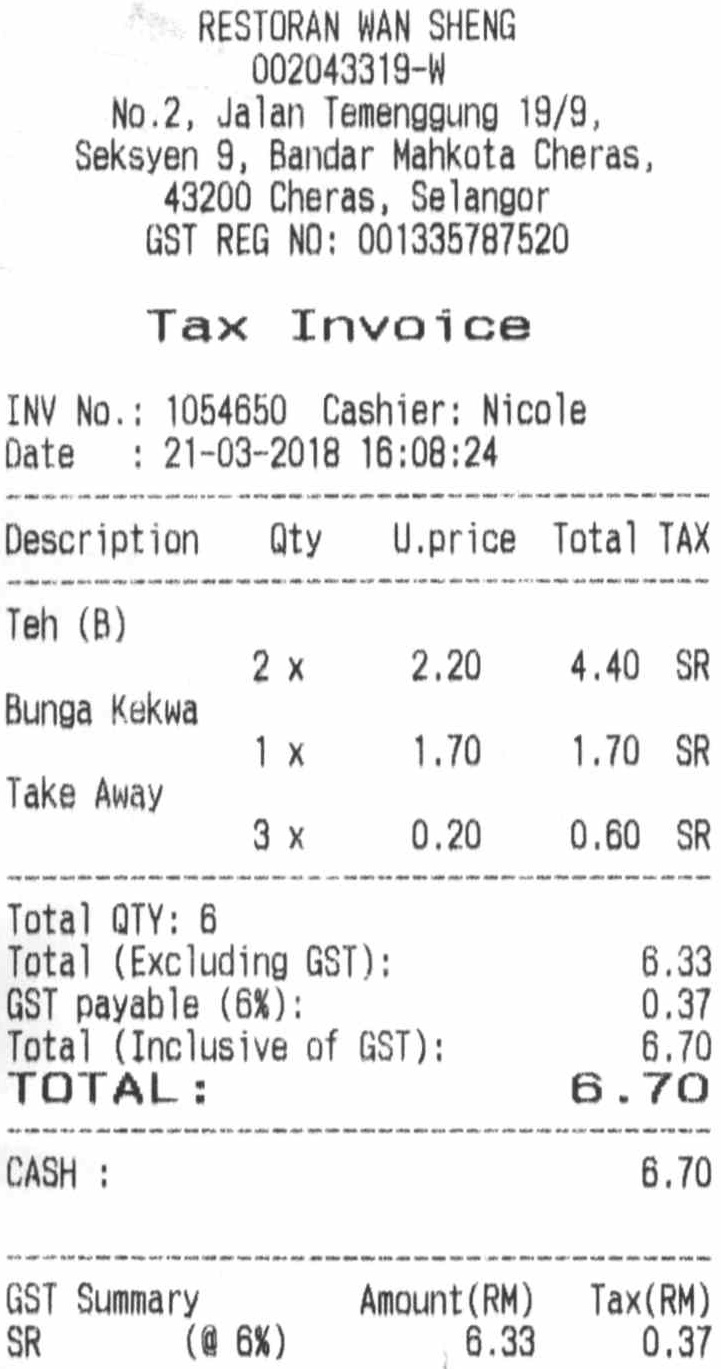 RESTORAN WAN SHENG
002043319-W
No.2, Jalan Temenggung 19/9,
Seksyen 9, Bandar Mahkota Cheras,
43200 Cheras, Selangor
GST REG NO: 001335787520
Tax Invoice
INV No.: 1054650 Cashier: Nicole
Date : 21-03-2018 16:08:24
Description Qty U.price Total TAX
Teh (B)
2 x 2.20 4.40 SR
Bunga Kekwa
1 x 1.70 1.70 SR
Take Away
3 x 0.20 0.60 SR
Total QTY: 6
Total (Excluding GST): 6.33
GST payable (6%): 0.37
Total (Inclusive of GST): 6.70
TOTAL: 6.70
CASH : 6.70
GST Summary Amount(RM) Tax(RM)
SR (@ 6%) 6.33 0.37